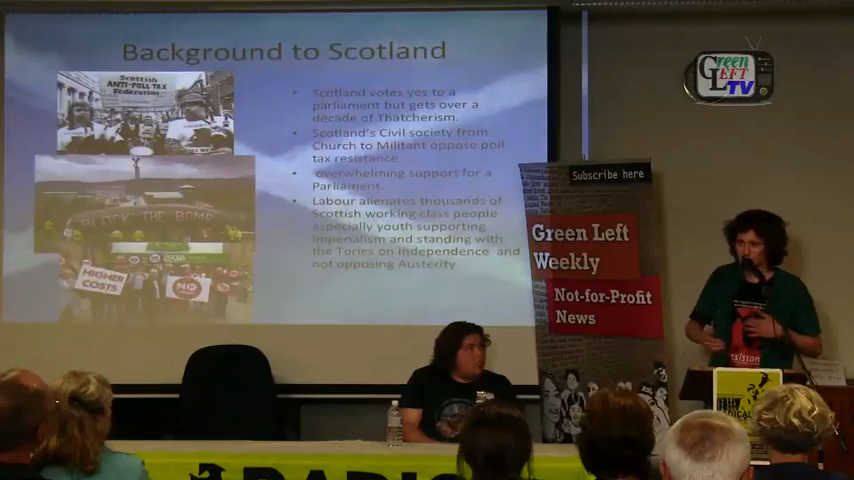 Background to Scotland
Scottish
ANTI-POLL TAX
Federation
BLOCK THE BOMB
HIGHER
COSTS
NO
• Scotland votes yes to a
parliament but gets over a
decade of Thatcherism.
• Scotland's Civil society from
Church to Militant oppose poll
tax resistance
• overwhelming support for a
Parliament.
• Labour alienates thousands of
Scottish working class people
especially youth supporting
Imperialism and standing with
the Tories on Independence and
not opposing Austerity
Green
LEFT
TV
Subscribe here
Green Left
Weekly
Not-for-Profit
News
resistance